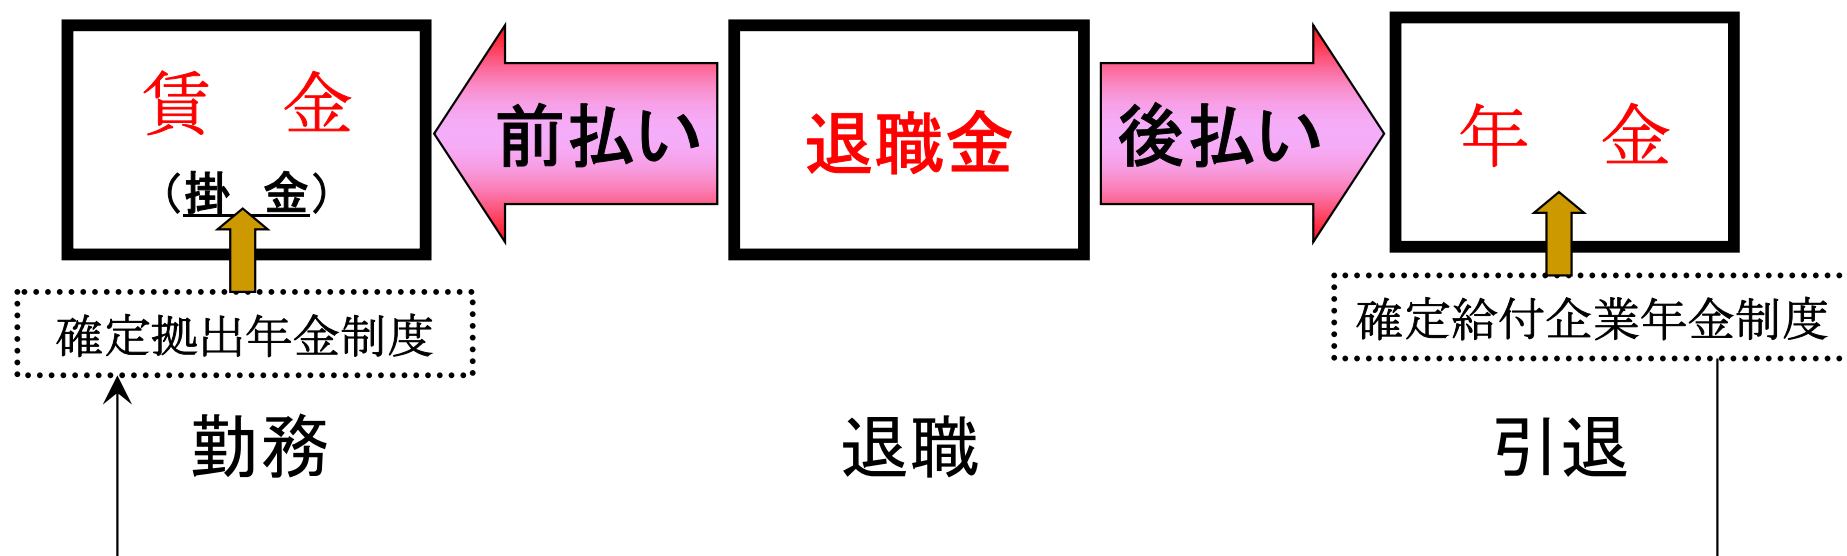 賃　金
（掛　金）
前払い
退職金
後払い
年　金
確定拠出年金制度
確定給付企業年金制度
勤務
退職
引退